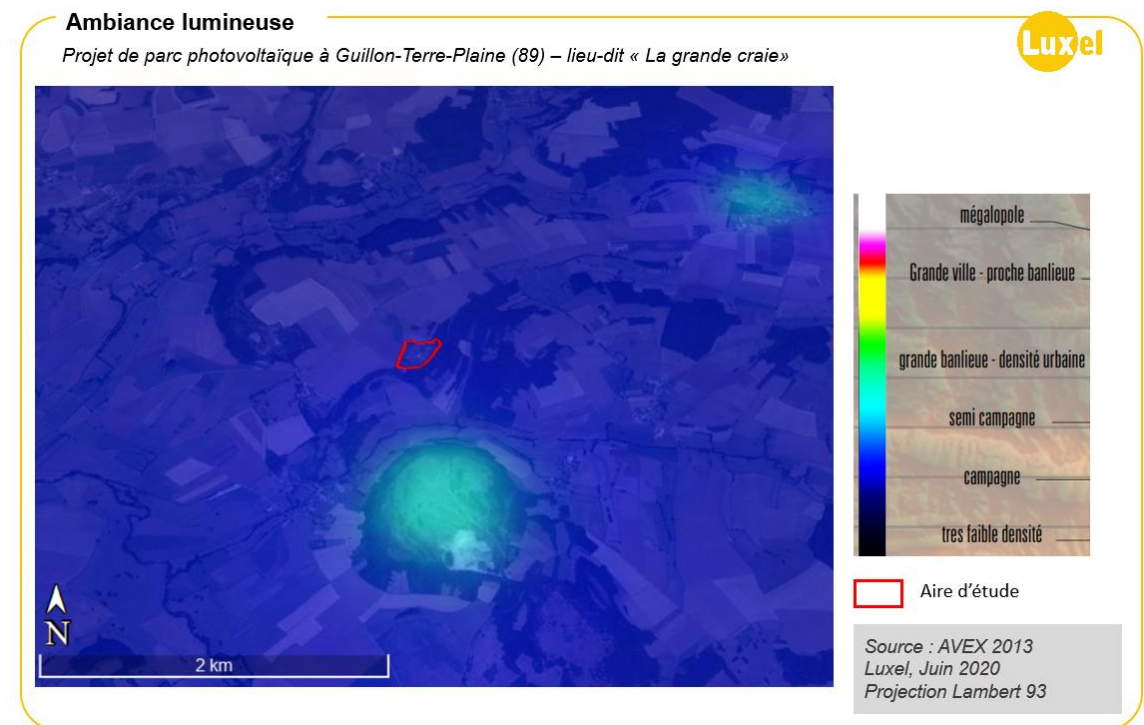 Ambiance lumineuse
Projet de parc photovoltaïque à Guillon-Terre-Plaine (89) – lieu-dit « La grande craie»
Luxel
mégalopole
Grande ville - proche banlieue
grande banlieue - densité urbaine
semi campagne
campagne
tres faible densité
N
2 km
Aire d’étude
Source : AVEX 2013
Luxel, Juin 2020
Projection Lambert 93